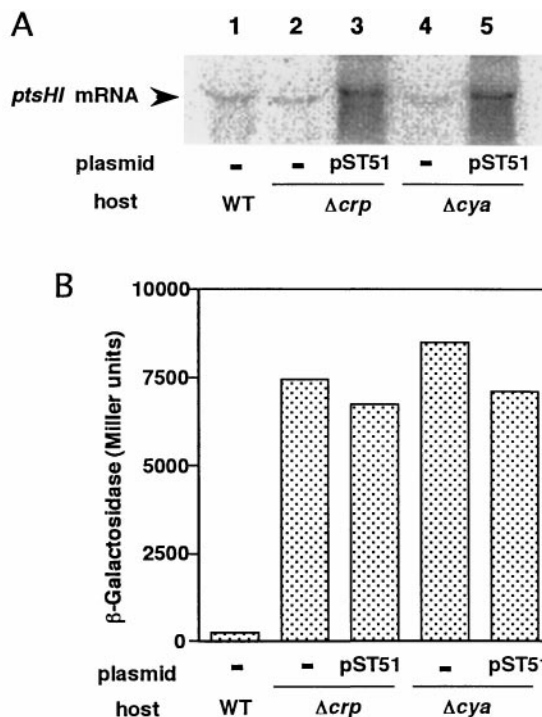 A
1 2 3 4 5
ptsHI mRNA
plasmid - - pST51 - pST51
host WT Δcrp Δcya
B
β-Galactosidase (Miller units)
10000
7500
5000
2500
0
plasmid - - pST51 - pST51
host WT Δcrp Δcya